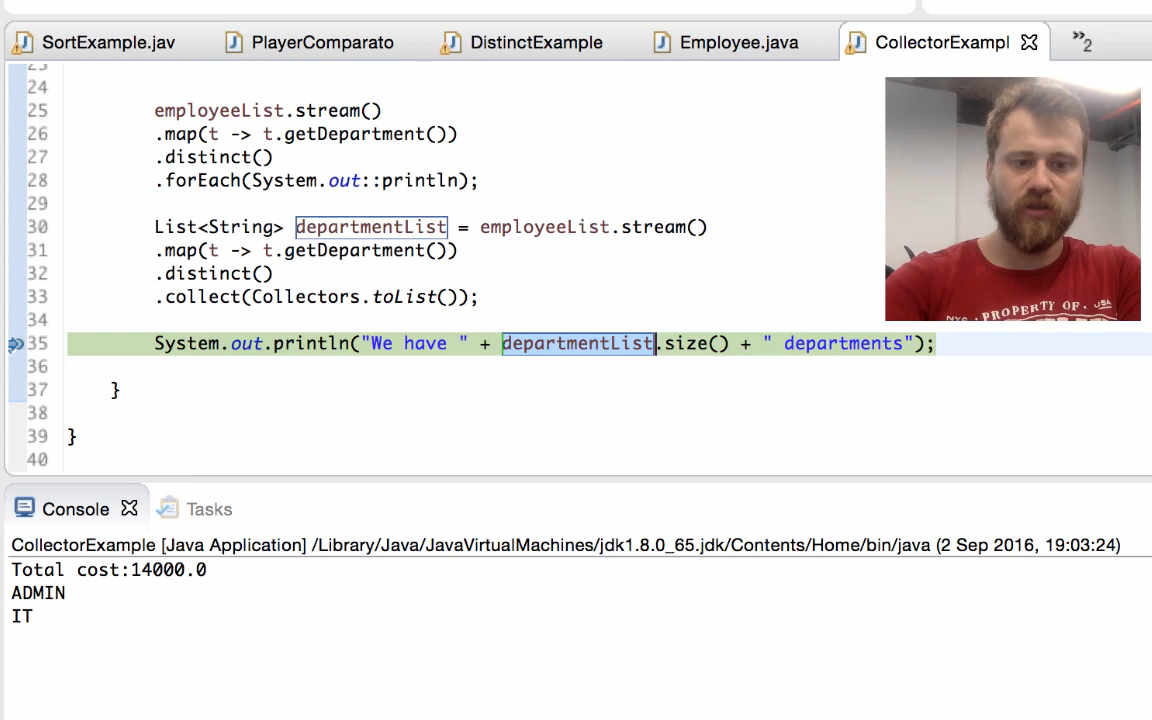 SortExample.jav PlayerComparato DistinctExample Employee.java CollectorExampl »2
24
25 employeeList.stream()
26 .map(t -> t.getDepartment())
27 .distinct()
28 .forEach(System.out::println);
29
30 List<String> departmentList = employeeList.stream()
31 .map(t -> t.getDepartment())
32 .distinct()
33 .collect(Collectors.toList());
34
35 System.out.println("We have " + departmentList.size() + " departments");
36
37 }
38
39 }
40
PROPERTY OF. USA
NYC
Console Tasks
CollectorExample [Java Application] /Library/Java/JavaVirtualMachines/jdk1.8.0_65.jdk/Contents/Home/bin/java (2 Sep 2016, 19:03:24)
Total cost:14000.0
ADMIN
IT